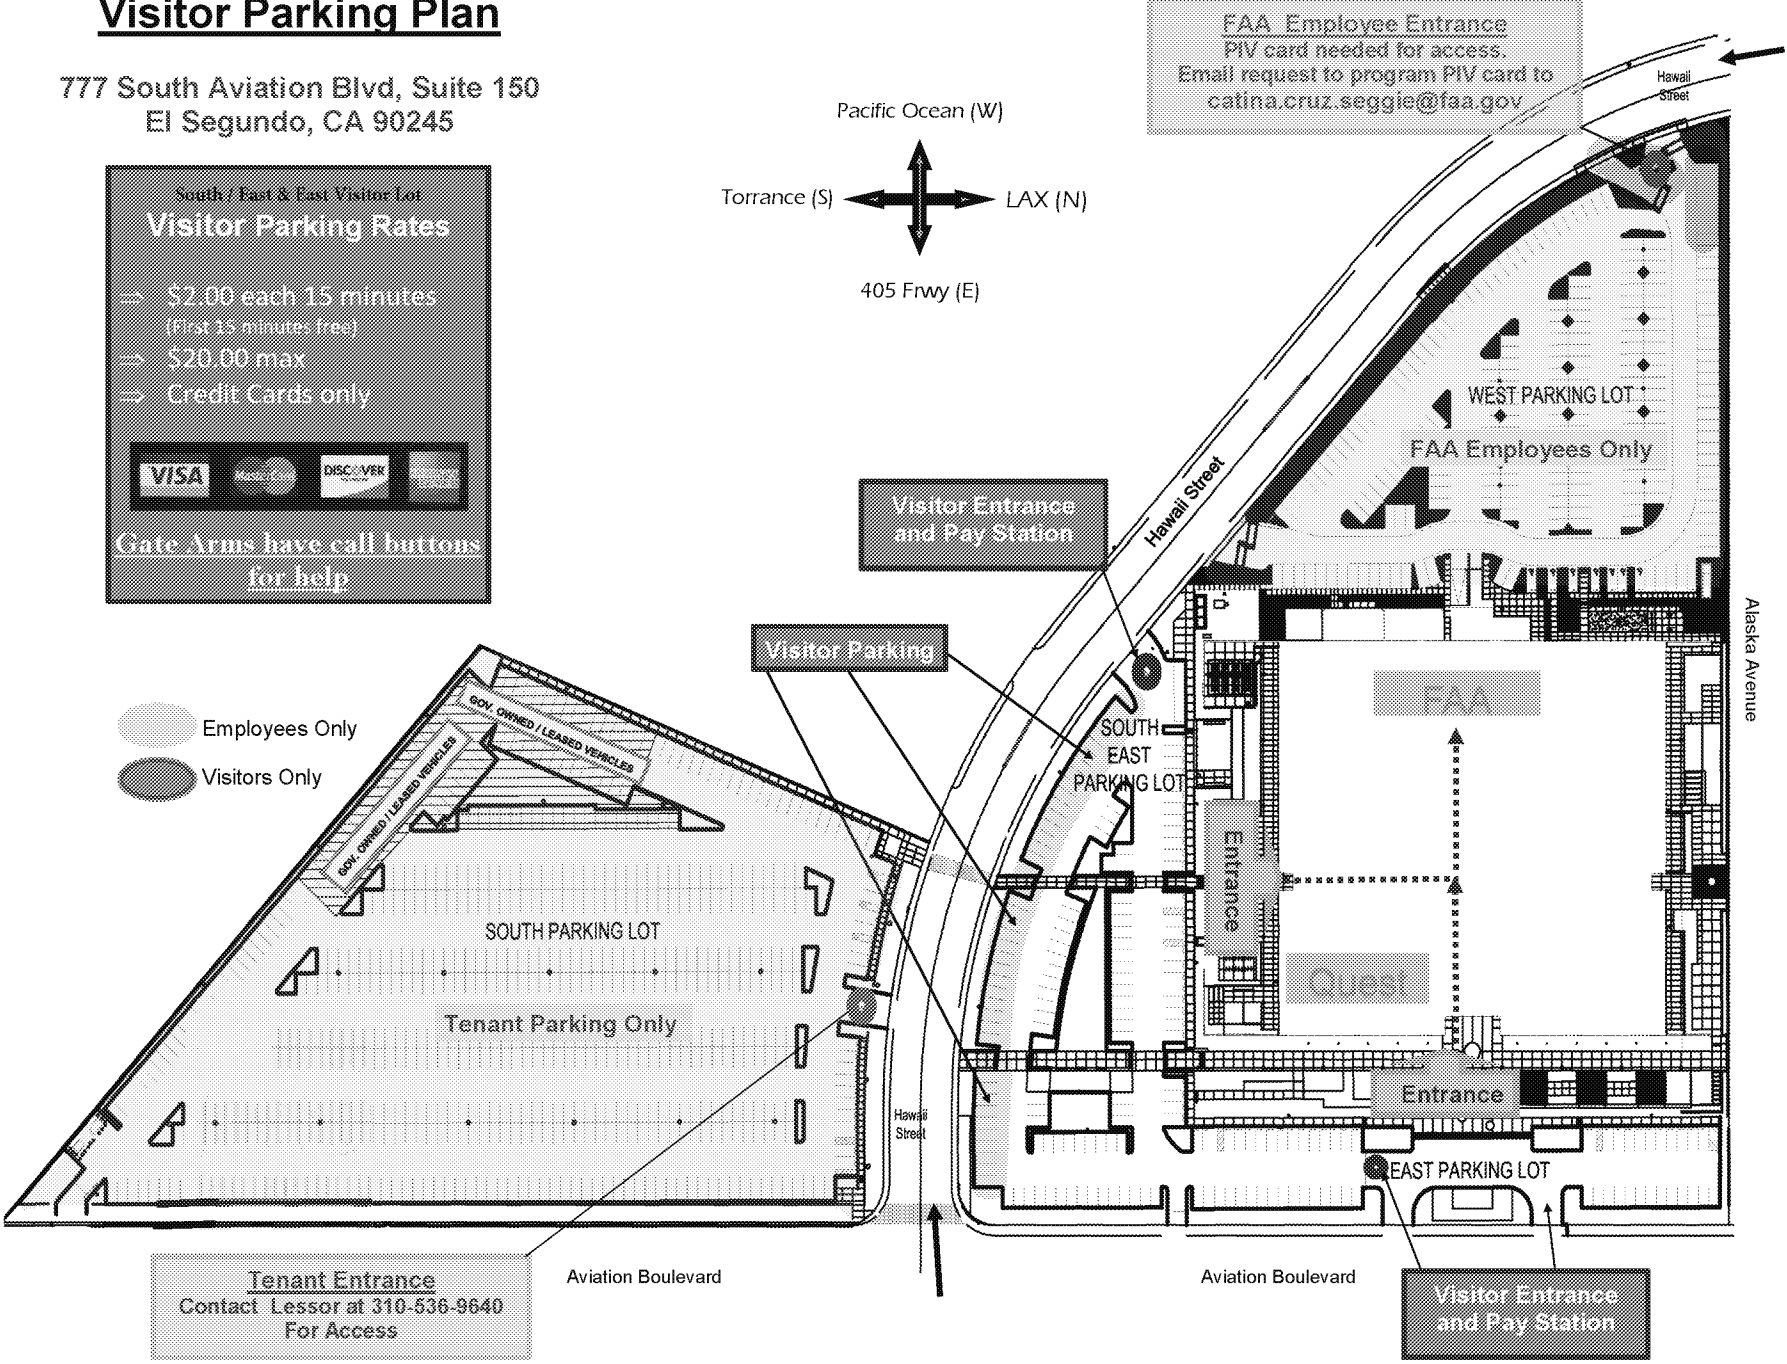 Visitor Parking Plan
777 South Aviation Blvd, Suite 150
El Segundo, CA 90245
South / East & East Visitor Lot
Visitor Parking Rates
⇒ $2.00 each 15 minutes
(First 15 minutes free)
⇒ $20.00 max
⇒ Credit Cards only
VISA
MasterCard
DISCOVER
Gate Arms have call buttons
for help
Pacific Ocean (W)
Torrance (S)
LAX (N)
405 Frwy (E)
FAA Employee Entrance
PIV card needed for access.
Email request to program PIV card to
catina.cruz.seggie@faa.gov
Hawaii
Street
WEST PARKING LOT
FAA Employees Only
Hawaii Street
Visitor Entrance
and Pay Station
Visitor Parking
Alaska Avenue
Employees Only
Visitors Only
GOV. OWNED / LEASED VEHICLES
GOV. OWNED / LEASED VEHICLES
SOUTH
EAST
PARKING LOT
FAA
Entrance
SOUTH PARKING LOT
Quest
Tenant Parking Only
Entrance
Hawaii
Street
EAST PARKING LOT
Tenant Entrance
Contact Lessor at 310-536-9640
For Access
Aviation Boulevard
Aviation Boulevard
Visitor Entrance
and Pay Station